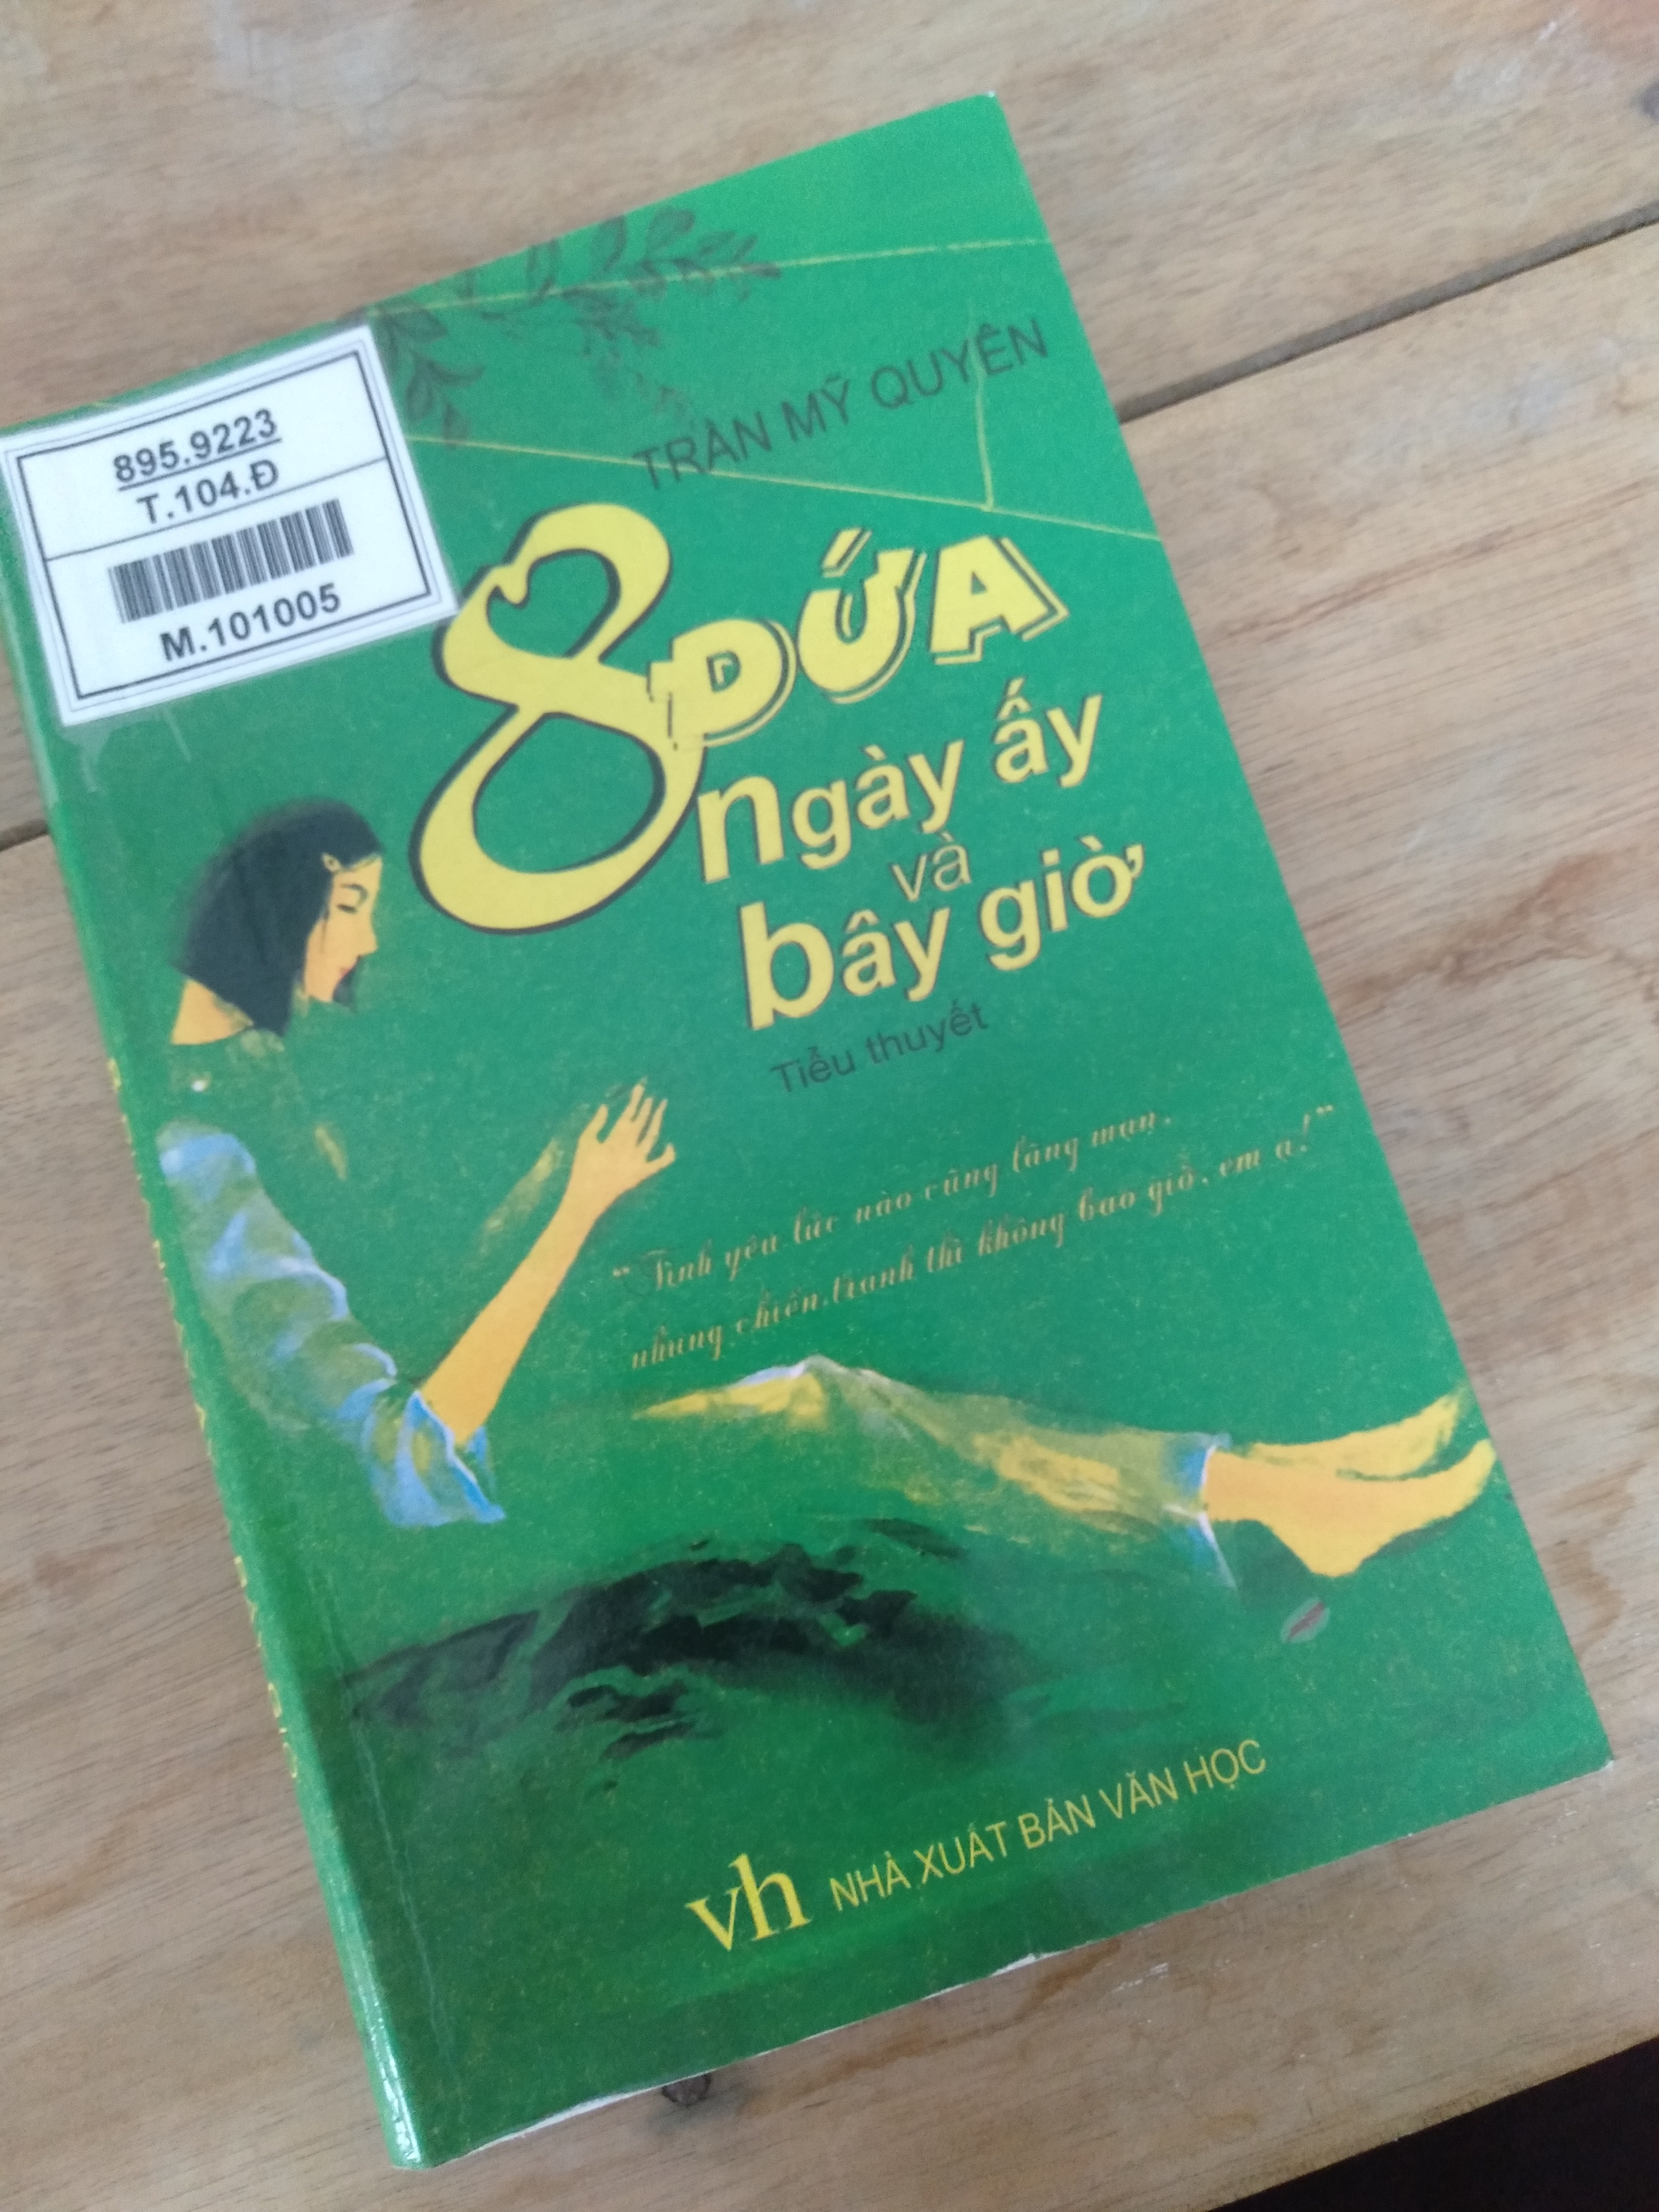 895.9223
T.104.Đ
M.101005
TRẦN MỸ QUYÊN
8 ĐỨA
ngày ấy
và
bây giờ
Tiểu thuyết
"Tình yêu lúc nào cũng lãng mạn,
nhưng chiến tranh thì không bao giờ, em ạ!"
vh NHÀ XUẤT BẢN VĂN HỌC